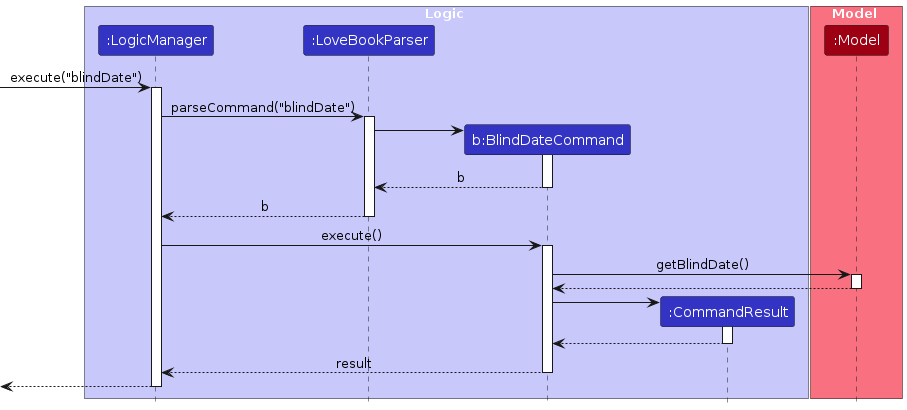 Logic
Model
:LogicManager
:LoveBookParser
:Model
execute("blindDate")
parseCommand("blindDate")
b:BlindDateCommand
b
b
execute()
getBlindDate()
:CommandResult
result